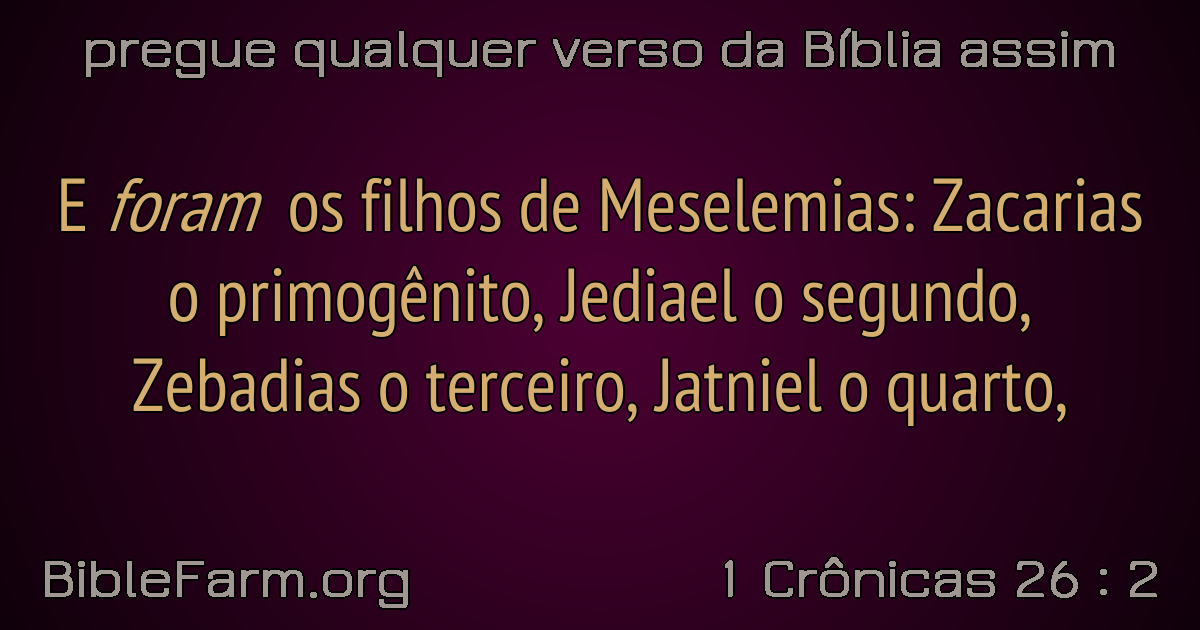 pregue qualquer verso da Bíblia assim
E foram os filhos de Meselemias: Zacarias
o primogênito, Jediael o segundo,
Zebadias o terceiro, Jatniel o quarto,
BibleFarm.org
1 Crônicas 26 : 2